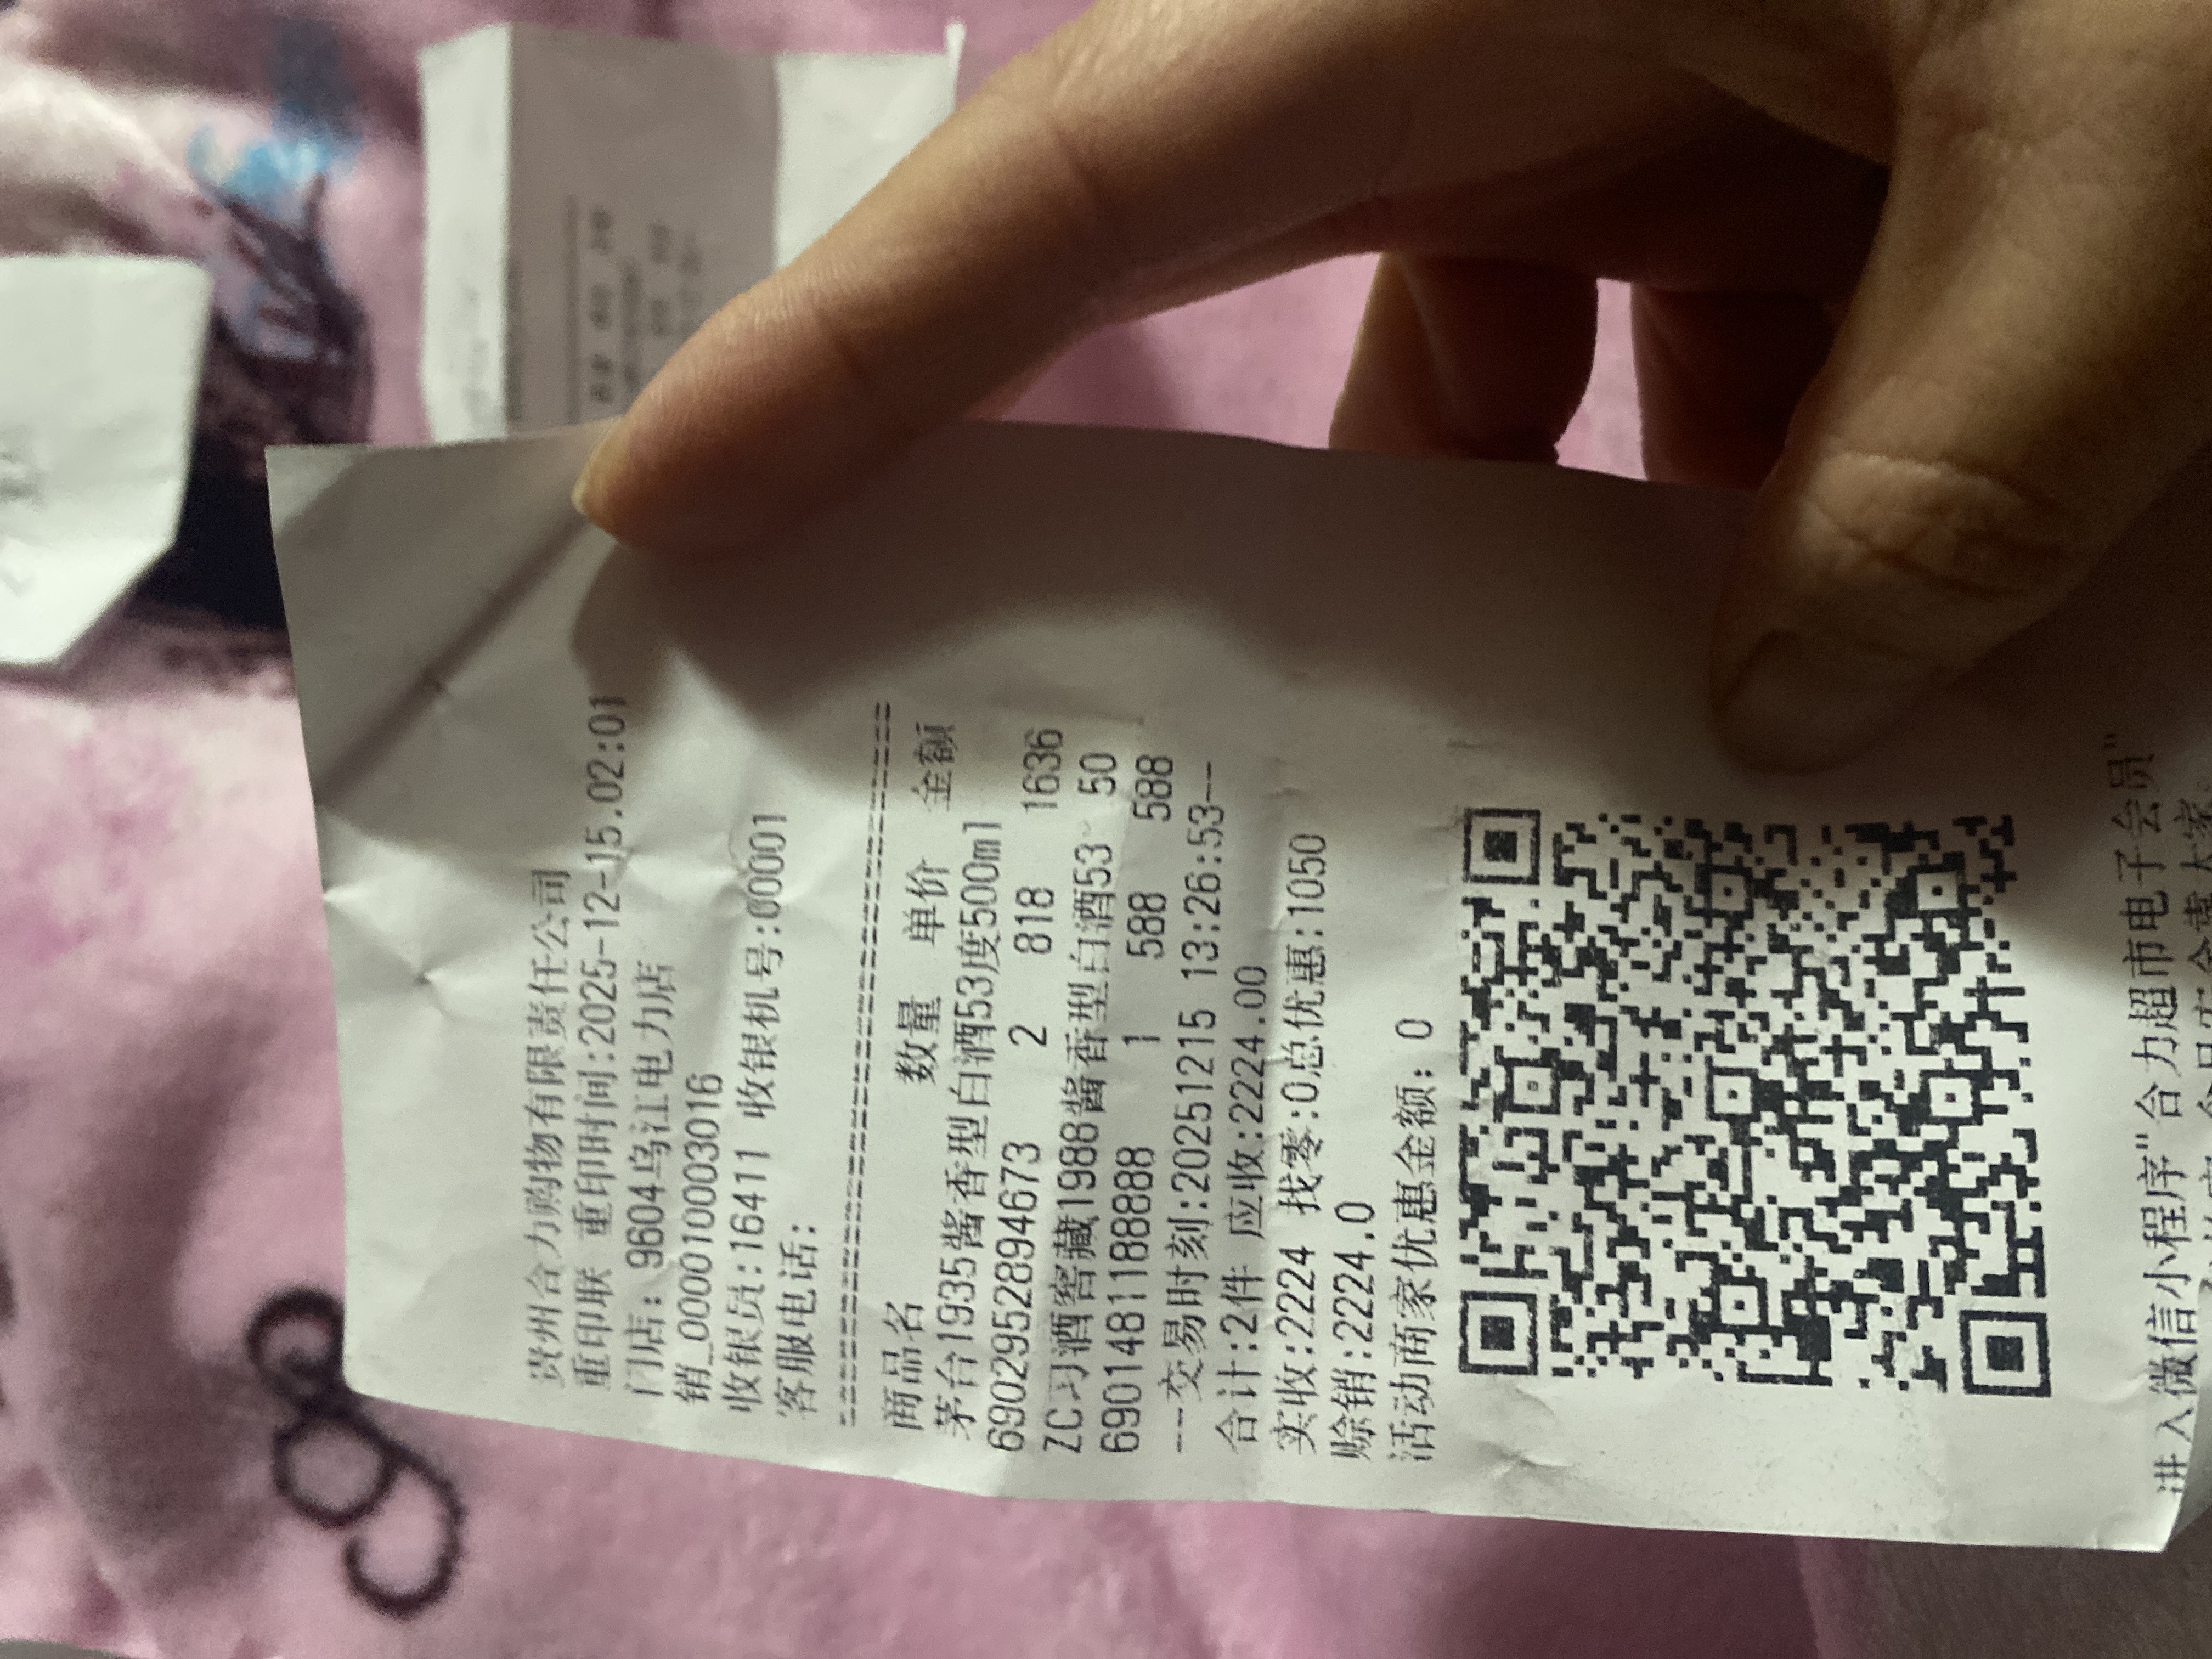 贵州合力购物有限责任公司
重印联 重印时间:2025-12-15.02:01
门店: 9604乌江电力店
销_00001000030​16
收银员:16411 收银机号:00001
客服电话:
商品名 数量 单价 金额
茅台1935酱香型白酒53度500ml
6902952894673 2 818 1636
ZC习酒窖藏1988酱香型白酒53 50
6901481188888 1 588 588
---交易时刻:20251215 13:26:53---
合计:2件 应收:2224.00
实收:2224 找零:0总优惠:1050
赊销:2224.0
活动商家优惠金额: 0
进入微信小程序"合力超市电子会员"